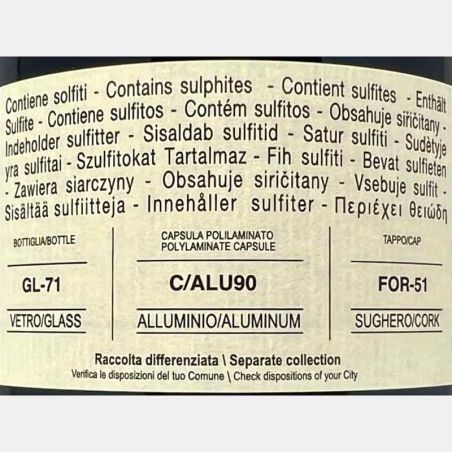 Contiene solfiti - Contains sulphites - Contient sulfites - Enthält
Sulfite - Contiene sulfitos - Contém sulfitos - Obsahuje siřičitany -
Indeholder sulfitter - Sisaldab sulfitid - Satur sulfiti - Sudėtyje
yra sulfitai - Szulfitokat Tartalmaz - Fih sulfiti - Bevat sulfieten
- Zawiera siarczyny - Obsahuje siričitany - Vsebuje sulfit -
Sisältää sulfiitteja - Innehåller sulfiter - Περιέχει θειώδη
BOTTIGLIA/BOTTLE
GL-71
VETRO/GLASS
CAPSULA POLILAMINATO
POLYLAMINATE CAPSULE
C/ALU90
ALLUMINIO/ALUMINUM
TAPPO/CAP
FOR-51
SUGHERO/CORK
Raccolta differenziata \ Separate collection
Verifica le disposizioni del tuo Comune \ Check dispositions of your City